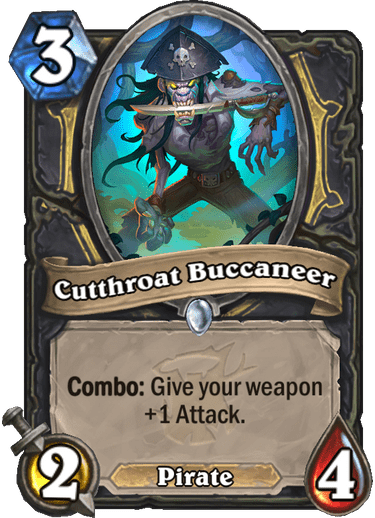 3
Cutthroat Buccaneer
Combo: Give your weapon
+1 Attack.
2
Pirate
4